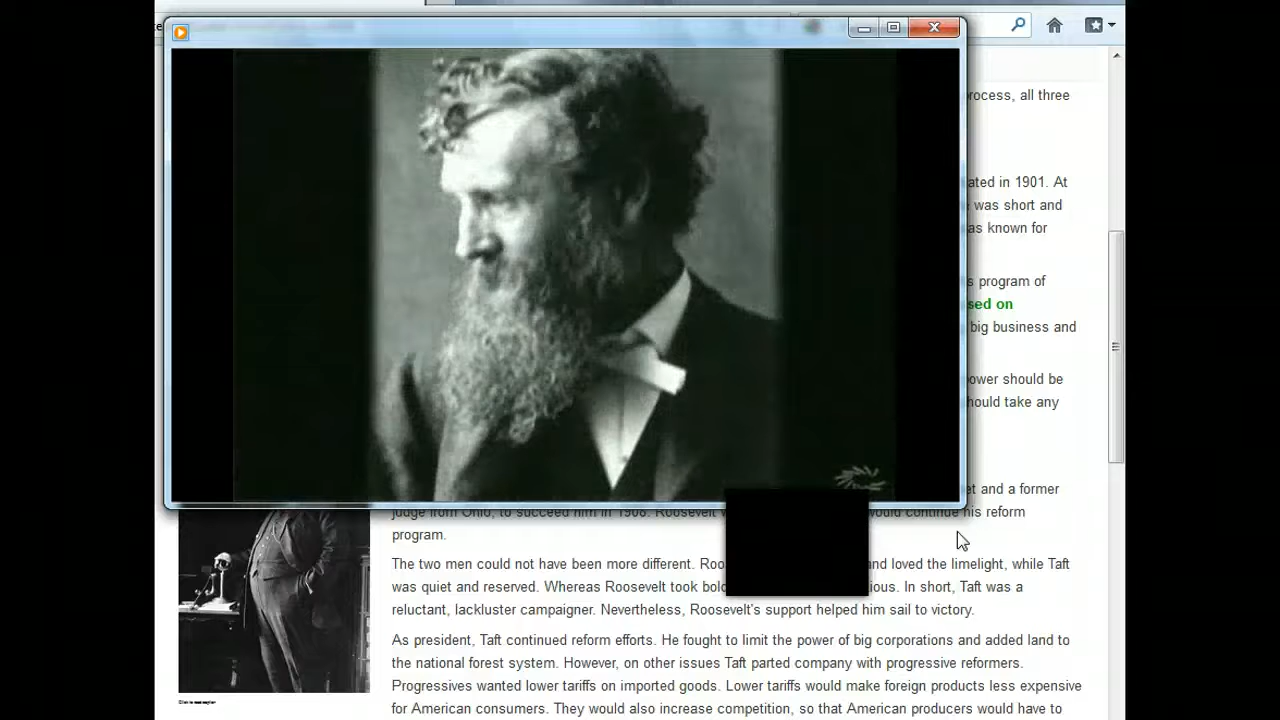 process, all three
ated in 1901. At
was short and
as known for
s program of
sed on
big business and
ower should be
hould take any
et and a former
judge from Ohio, to succeed him in 1908. Roosevelt would continue his reform
program.
The two men could not have been more different. Roo and loved the limelight, while Taft
was quiet and reserved. Whereas Roosevelt took bold ious. In short, Taft was a
reluctant, lackluster campaigner. Nevertheless, Roosevelt's support helped him sail to victory.
As president, Taft continued reform efforts. He fought to limit the power of big corporations and added land to
the national forest system. However, on other issues Taft parted company with progressive reformers.
Progressives wanted lower tariffs on imported goods. Lower tariffs would make foreign products less expensive
for American consumers. They would also increase competition, so that American producers would have to